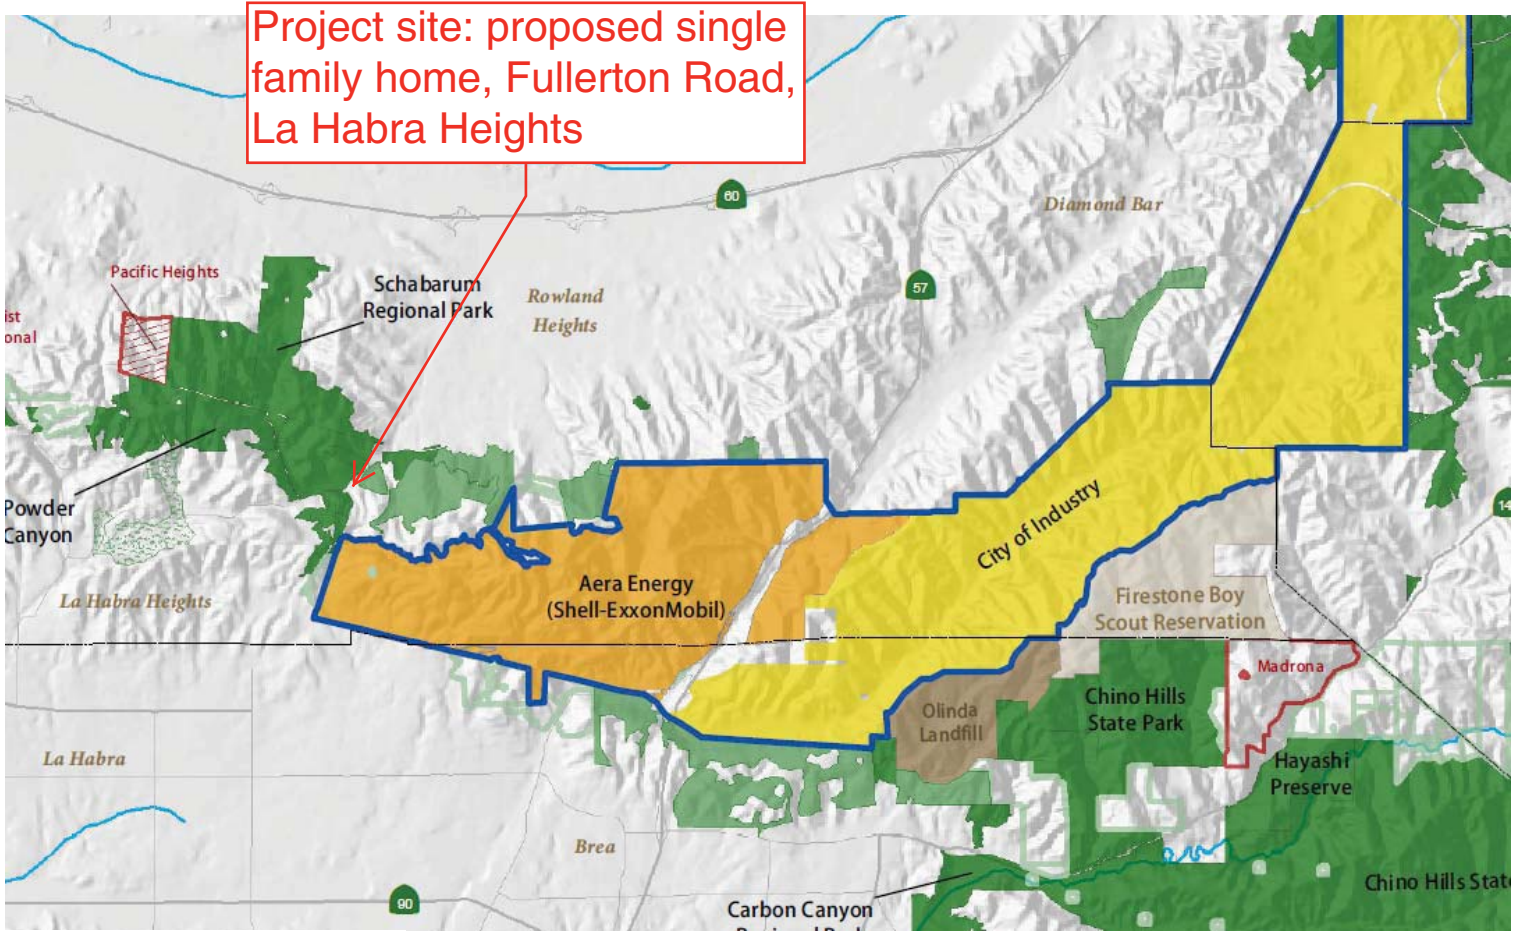 Project site: proposed single
family home, Fullerton Road,
La Habra Heights
60
Diamond Bar
Pacific Heights
Schabarum
Regional Park
57
Rowland
Heights
ist
onal
Powder
Canyon
City of Industry
14
La Habra Heights
Aera Energy
(Shell-ExxonMobil)
Firestone Boy
Scout Reservation
Madrona
Chino Hills
State Park
Olinda
Landfill
La Habra
Hayashi
Preserve
Brea
90
Carbon Canyon
Chino Hills State